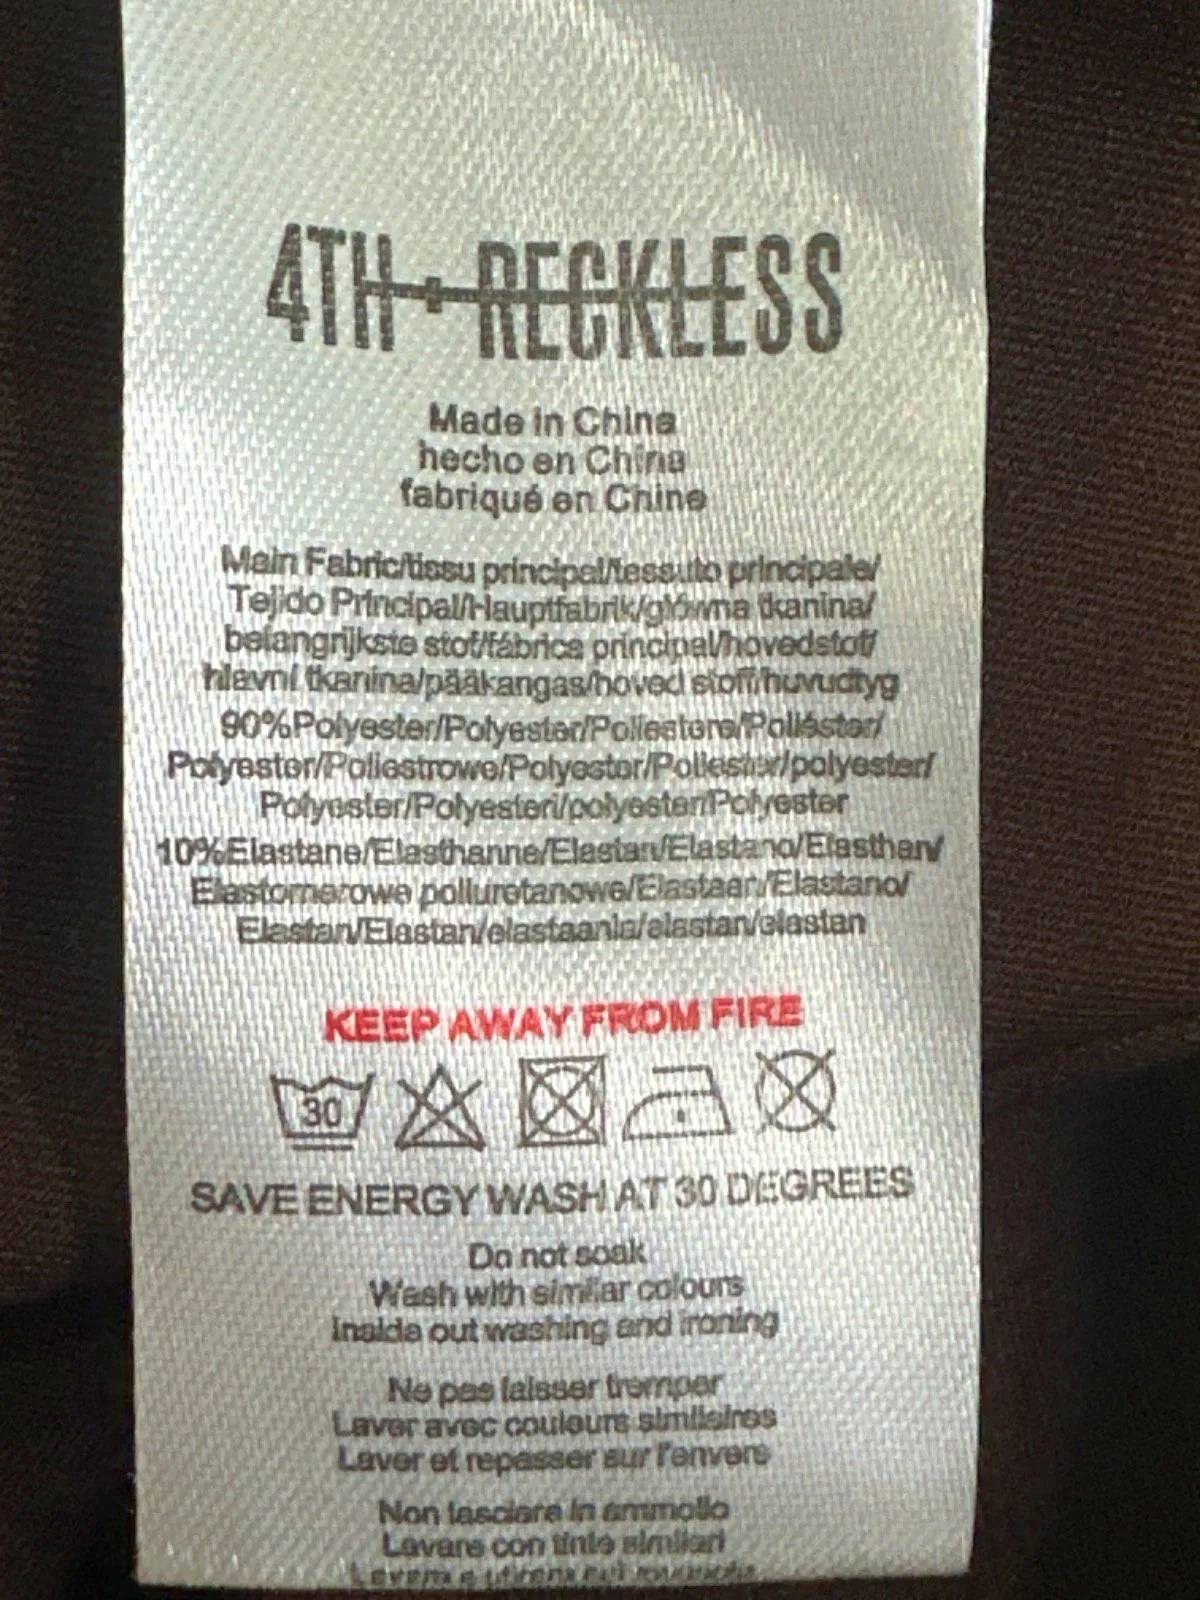 4TH + RECKLESS
Made in China
hecho en China
fabriqué en Chine
Main Fabric/tissu principal/tessuto principale/
Tejido Principal/Hauptfabrik/główna tkanina/
belangrijkste stof/fábrica principal/hovedstof/
hlavní tkanina/pääkangas/hoved stoff/huvudtyg
90%Polyester/Polyester/Poliestere/Poliéster/
Polyester/Poliestrowe/Polyester/Poliester/polyester/
Polyester/Polyesteri/polyester/Polyester
10%Elastane/Elasthanne/Elastan/Elastano/Elasthan/
Elastomerowe poliuretanowe/Elastaan/Elastano/
Elastan/Elastan/elastaania/elastan/elastan
KEEP AWAY FROM FIRE
30
SAVE ENERGY WASH AT 30 DEGREES
Do not soak
Wash with similar colours
Inside out washing and ironing
Ne pas laisser tremper
Laver avec couleurs similaires
Laver et repasser sur l'envers
Non lasciare in ammollo
Lavare con tinte similari